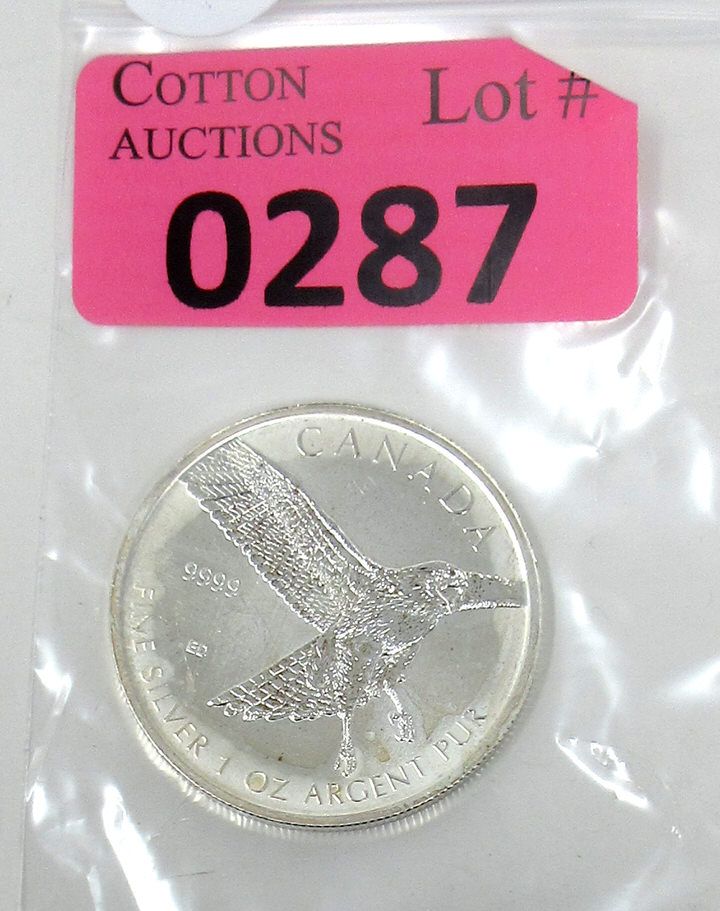 COTTON
AUCTIONS
Lot #
0287
CANADA
9999
FINE SILVER 1 OZ ARGENT PUR